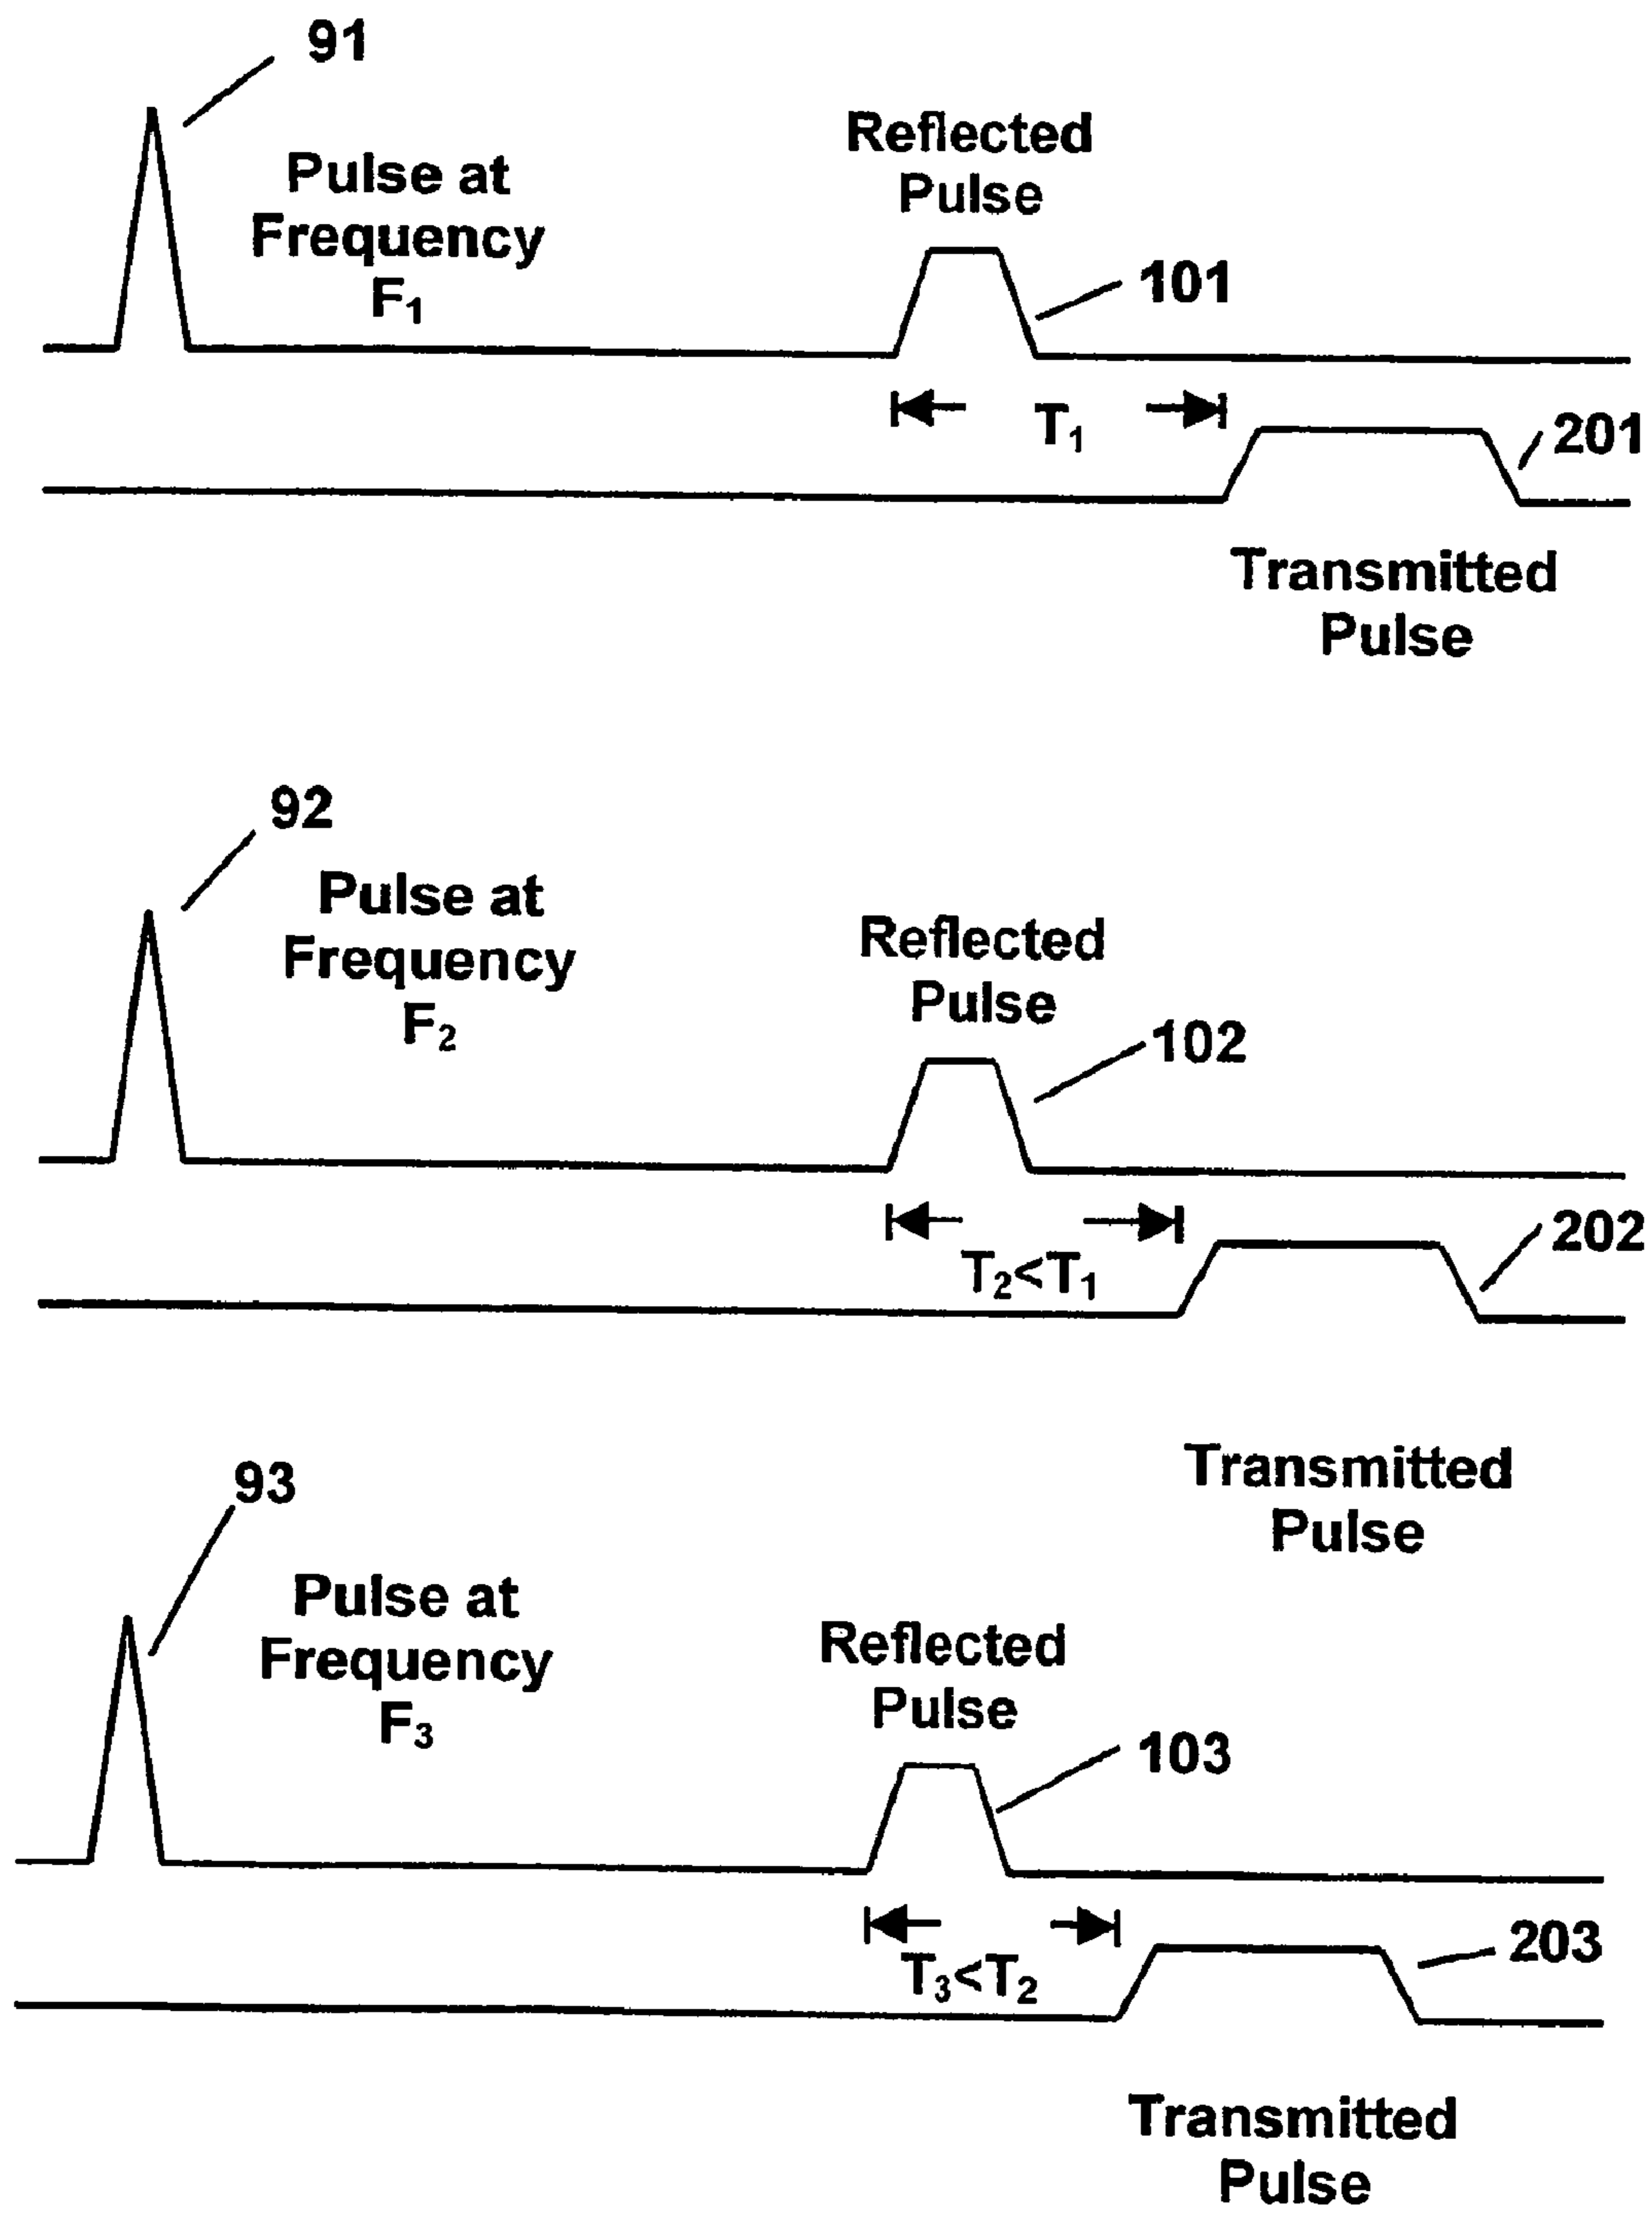 91
Pulse at
Frequency
F₁
Reflected
Pulse
101
T₁
201
Transmitted
Pulse
92
Pulse at
Frequency
F₂
Reflected
Pulse
102
T₂<T₁
202
Transmitted
Pulse
93
Pulse at
Frequency
F₃
Reflected
Pulse
103
T₃<T₂
203
Transmitted
Pulse